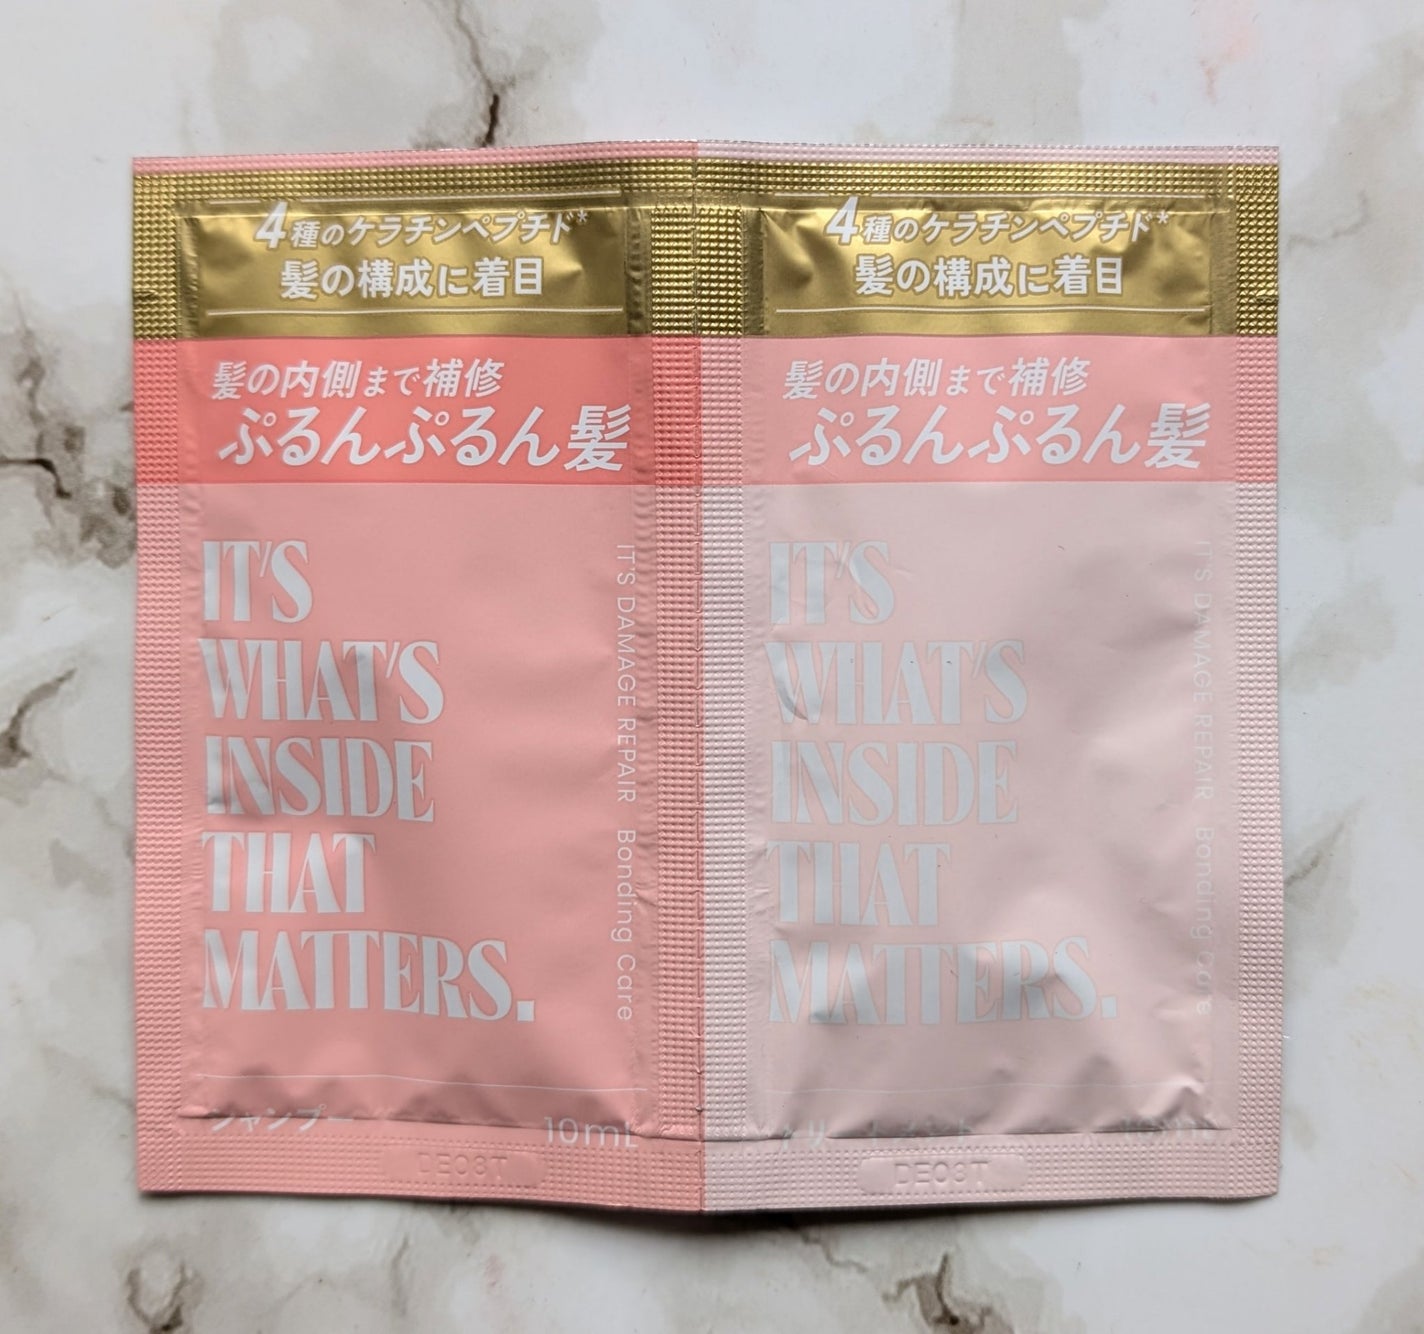 4種のケラチンペプチド*
髪の構成に着目
髪の内側まで補修
ぷるんぷるん髪
IT'S
WHAT'S
INSIDE
THAT
MATTERS.
IT'S DAMAGE REPAIR Bonding Care
シャンプー 10mL
DE03T
4種のケラチンペプチド*
髪の構成に着目
髪の内側まで補修
ぷるんぷるん髪
IT'S
WHAT'S
INSIDE
THAT
MATTERS.
IT'S DAMAGE REPAIR Bonding Care
DE03T